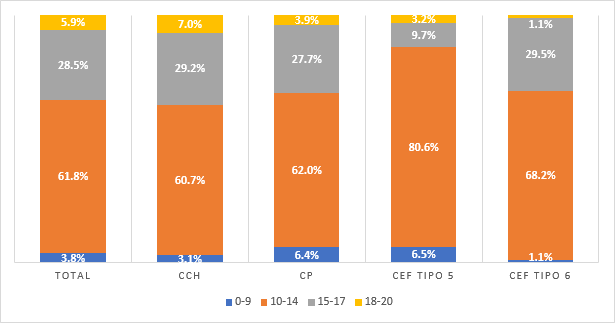 5.9% 7.0% 3.9% 3.2% 1.1%
28.5% 29.2% 27.7% 9.7% 29.5%
61.8% 60.7% 62.0% 80.6% 68.2%
3.8% 3.1% 6.4% 6.5% 1.1%
TOTAL CCH CP CEF TIPO 5 CEF TIPO 6
0-9 10-14 15-17 18-20